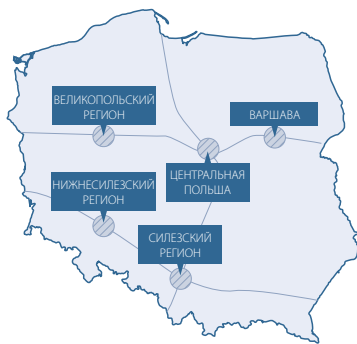 ВЕЛИКОПОЛЬСКИЙ
РЕГИОН
ВАРШАВА
ЦЕНТРАЛЬНАЯ
ПОЛЬША
НИЖНЕСИЛЕЗСКИЙ
РЕГИОН
СИЛЕЗСКИЙ
РЕГИОН